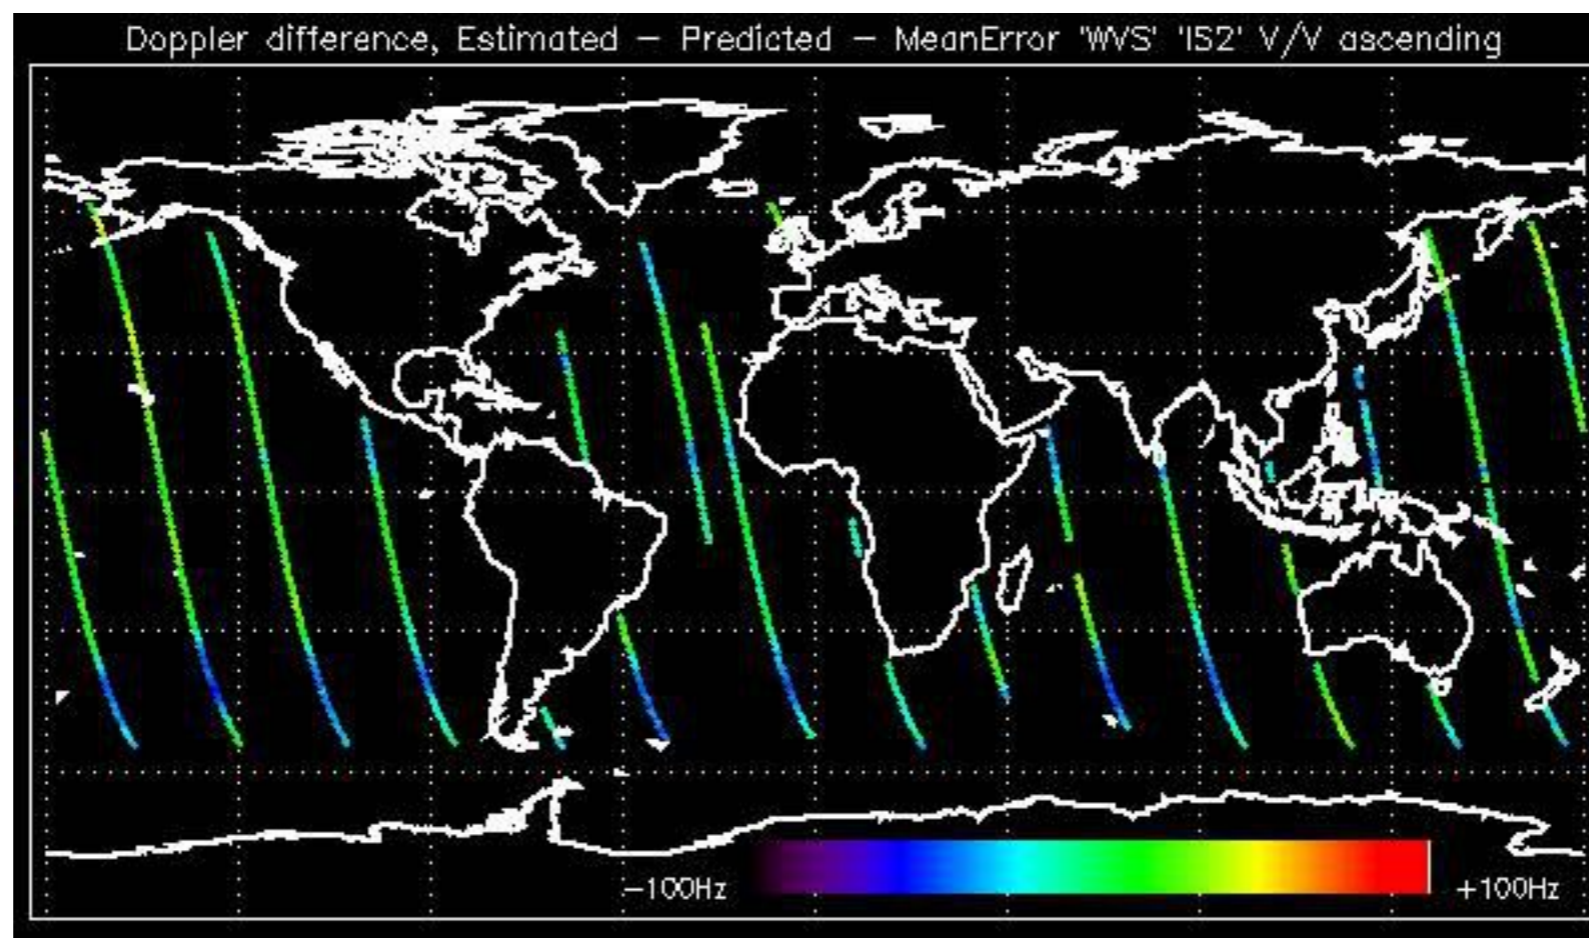 Doppler difference, Estimated – Predicted – MeanError 'WVS' 'IS2' V/V ascending
−100Hz
+100Hz